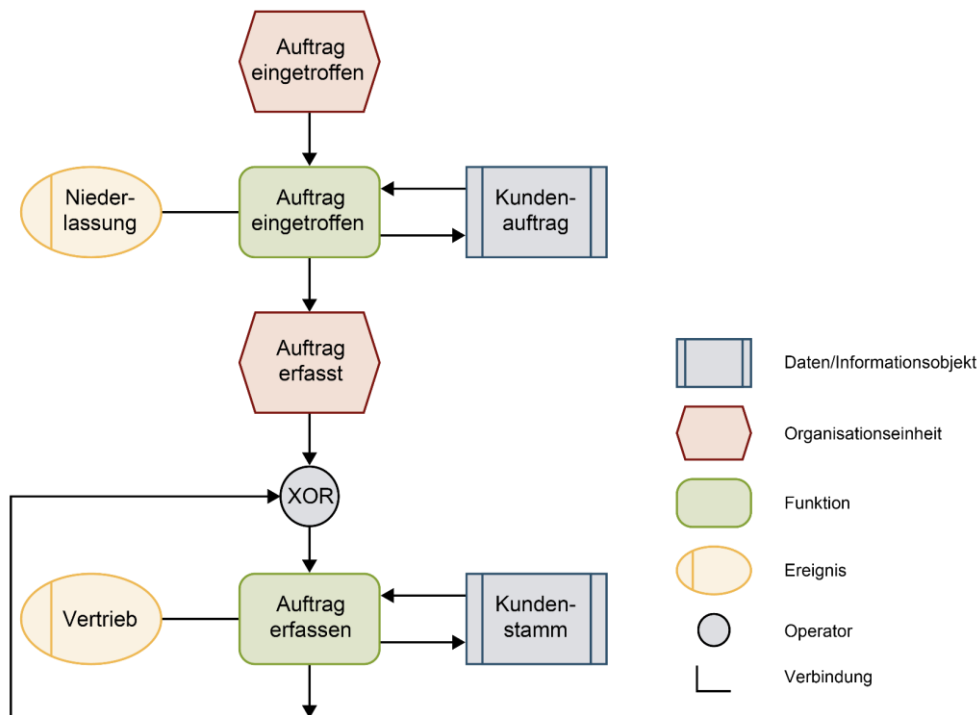 Auftrag
eingetroffen
Nieder-
lassung
Auftrag
eingetroffen
Kunden-
auftrag
Auftrag
erfasst
XOR
Vertrieb
Auftrag
erfassen
Kunden-
stamm
Daten/Informationsobjekt
Organisationseinheit
Funktion
Ereignis
Operator
Verbindung